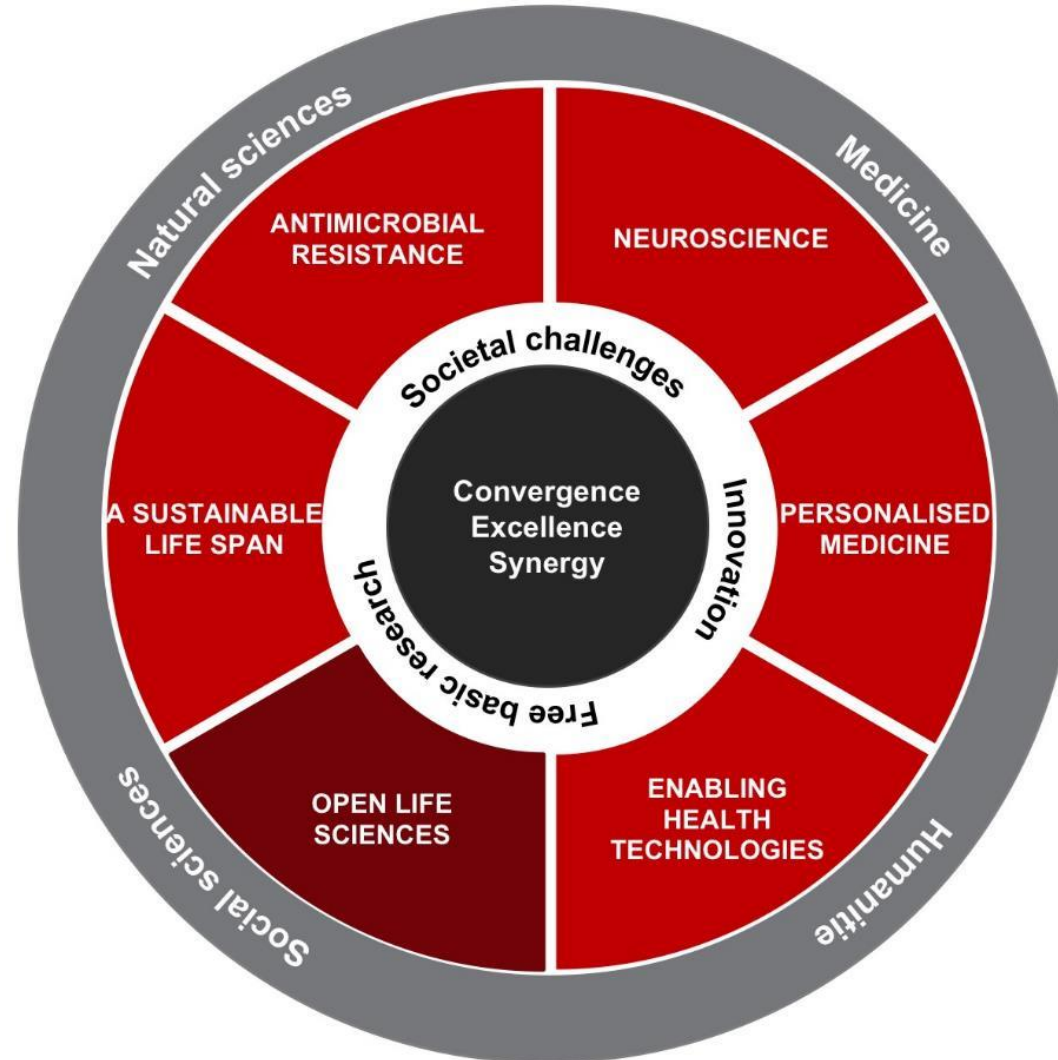 Natural sciences
Medicine
Humanitie
Social sciences
ANTIMICROBIAL
RESISTANCE
NEUROSCIENCE
PERSONALISED
MEDICINE
ENABLING
HEALTH
TECHNOLOGIES
OPEN LIFE
SCIENCES
A SUSTAINABLE
LIFE SPAN
Societal challenges
Innovation
Free basic research
Convergence
Excellence
Synergy